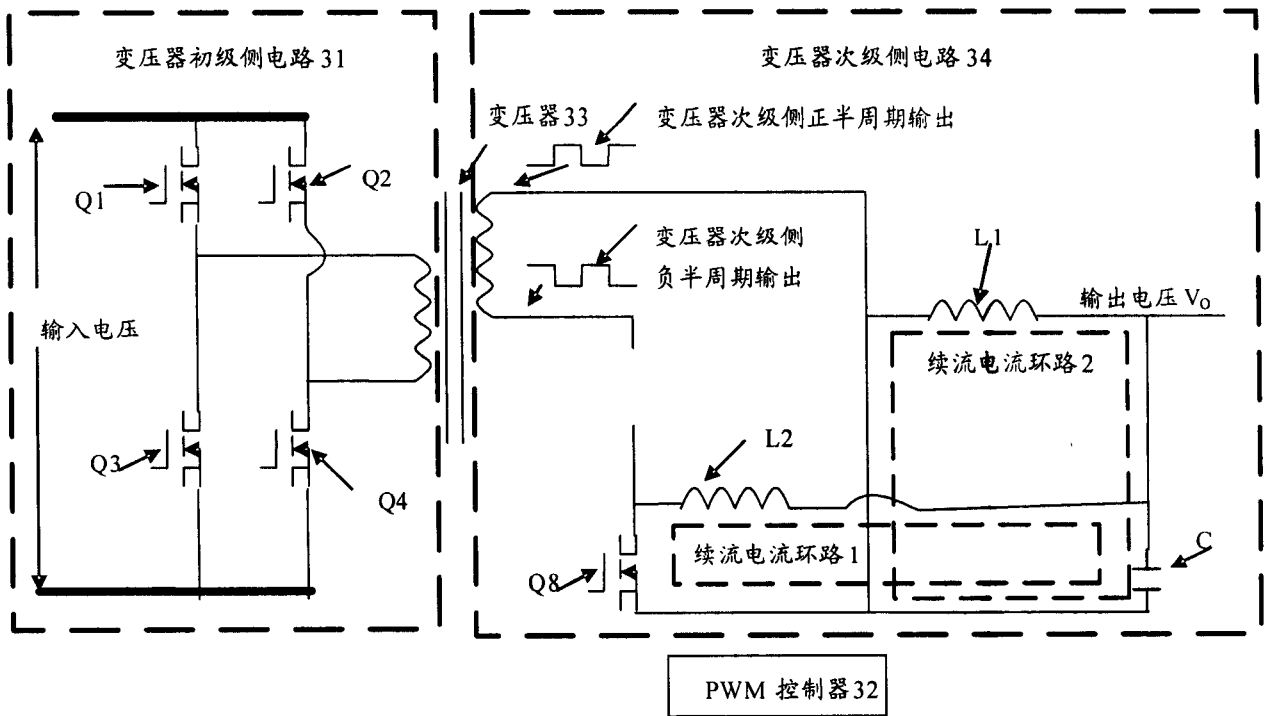 变压器初级侧电路 31
变压器次级侧电路 34
变压器33
变压器次级侧正半周期输出
Q1
Q2
变压器次级侧
负半周期输出
L1
输出电压 Vo
输入电压
续流电流环路 2
L2
Q3
Q4
续流电流环路 1
C
Q8
PWM 控制器32